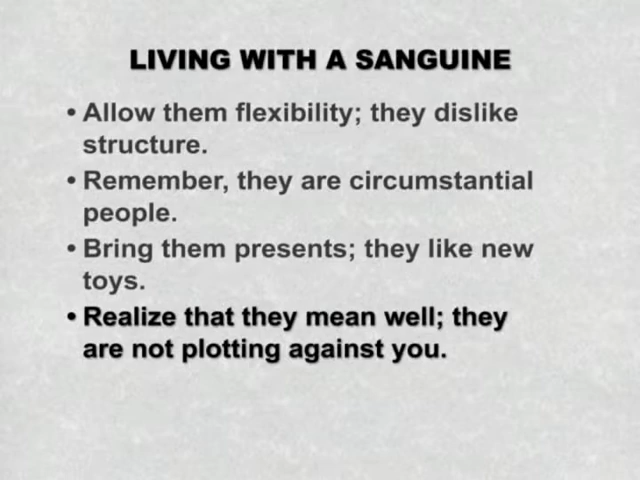 LIVING WITH A SANGUINE
• Allow them flexibility; they dislike
structure.
• Remember, they are circumstantial
people.
• Bring them presents; they like new
toys.
• Realize that they mean well; they
are not plotting against you.